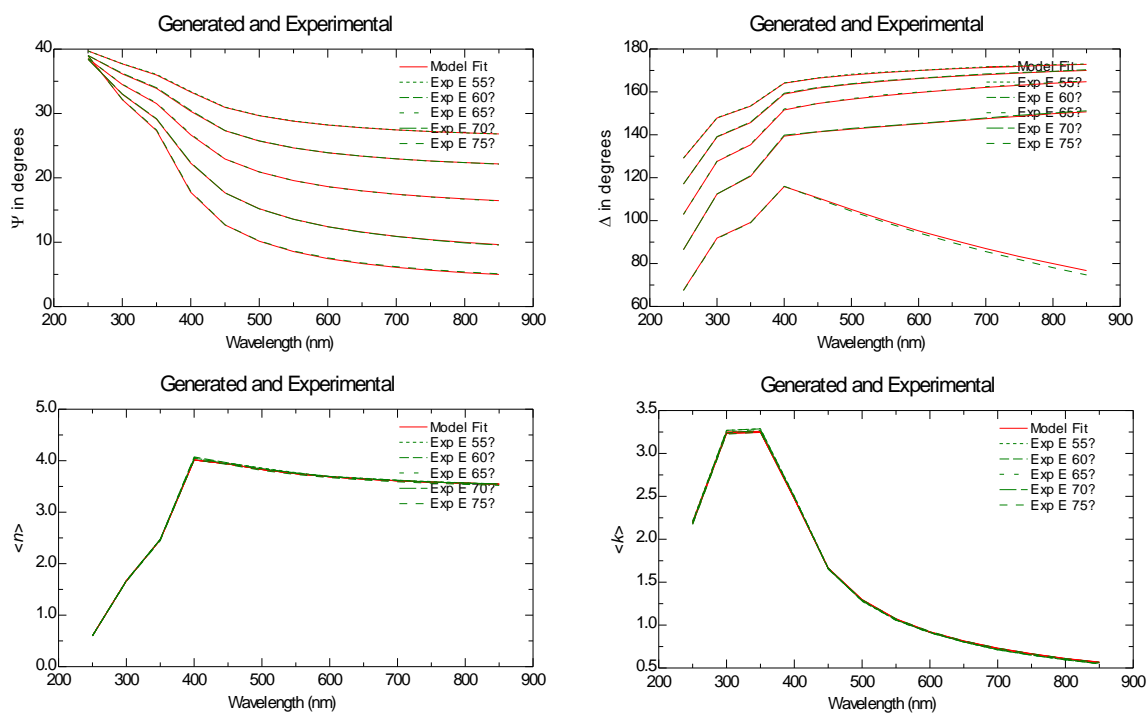 Generated and Experimental
Ψ in degrees
40
30
20
10
0
200 300 400 500 600 700 800 900
Wavelength (nm)
Model Fit
Exp E 55?
Exp E 60?
Exp E 65?
Exp E 70?
Exp E 75?
Generated and Experimental
Δ in degrees
180
160
140
120
100
80
60
200 300 400 500 600 700 800 900
Wavelength (nm)
Model Fit
Exp E 55?
Exp E 60?
Exp E 65?
Exp E 70?
Exp E 75?
Generated and Experimental
<n>
5.0
4.0
3.0
2.0
1.0
0.0
200 300 400 500 600 700 800 900
Wavelength (nm)
Model Fit
Exp E 55?
Exp E 60?
Exp E 65?
Exp E 70?
Exp E 75?
Generated and Experimental
<k>
3.5
3.0
2.5
2.0
1.5
1.0
0.5
200 300 400 500 600 700 800 900
Wavelength (nm)
Model Fit
Exp E 55?
Exp E 60?
Exp E 65?
Exp E 70?
Exp E 75?